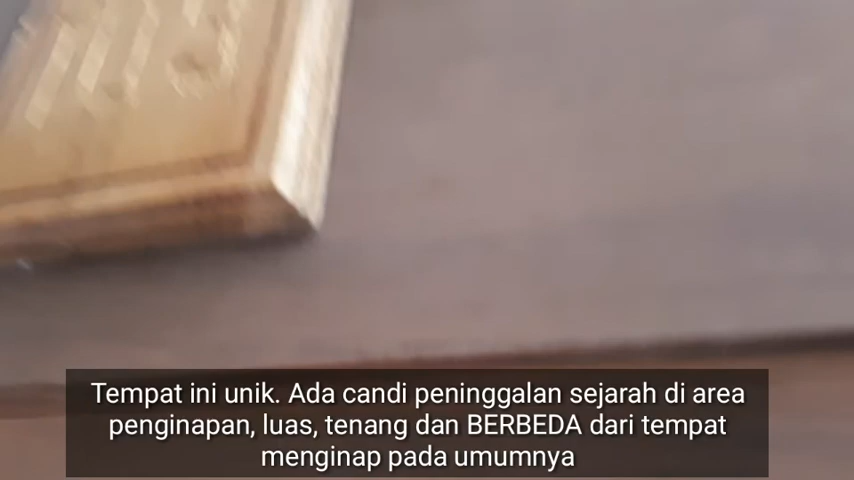 Tempat ini unik. Ada candi peninggalan sejarah di area
penginapan, luas, tenang dan BERBEDA dari tempat
menginap pada umumnya